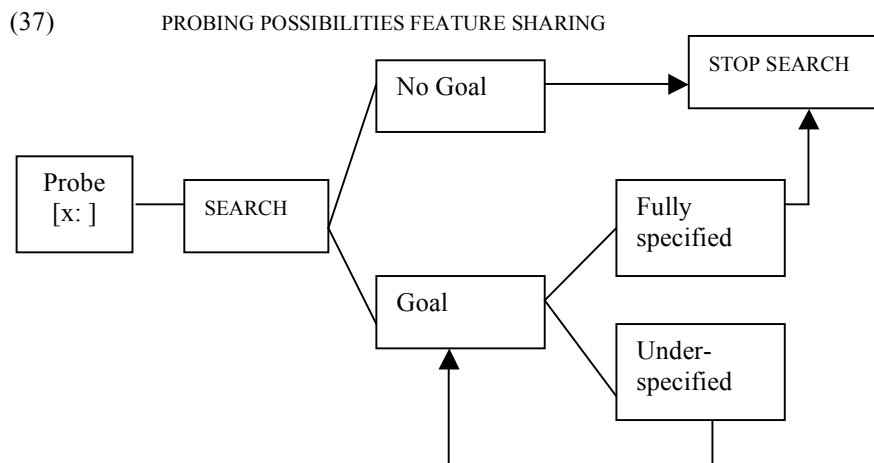 (37) PROBING POSSIBILITIES FEATURE SHARING
No Goal
STOP SEARCH
Probe
[x: ]
SEARCH
Fully
specified
Goal
Under-
specified